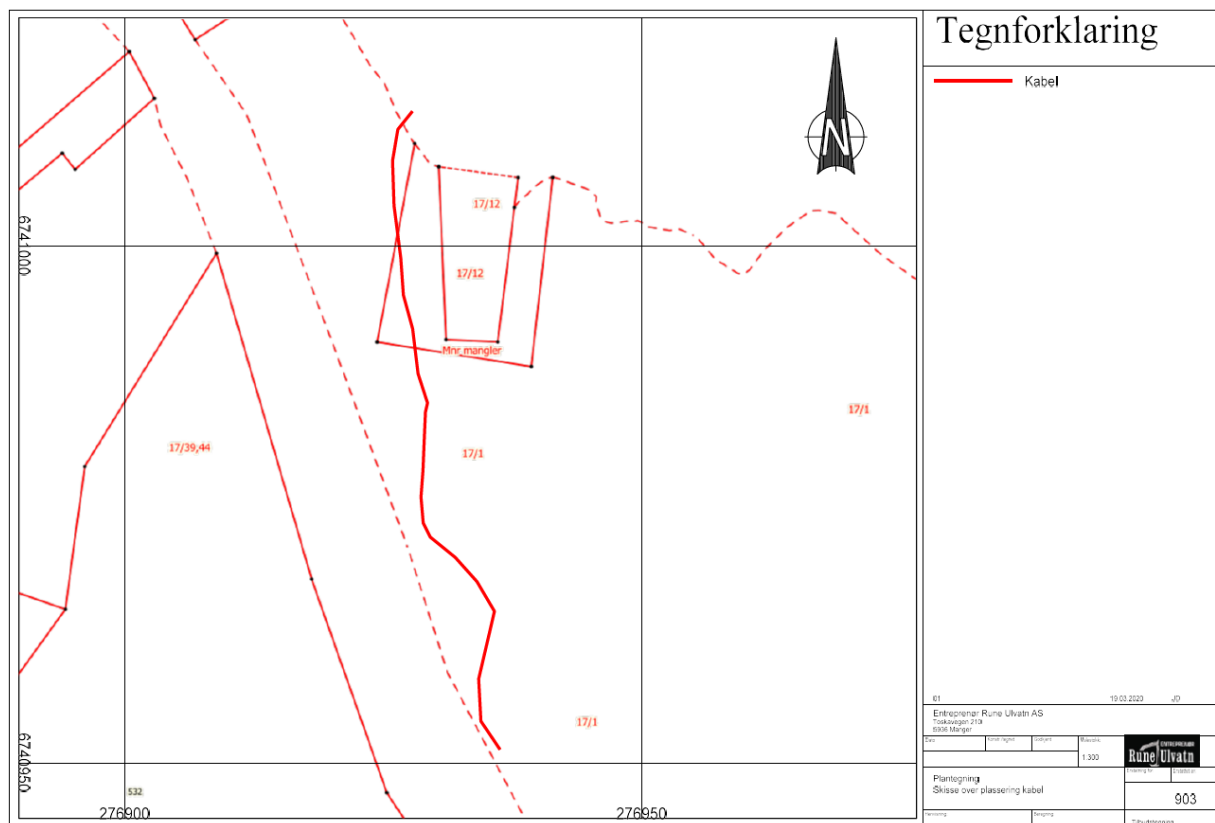 Tegnforklaring
Kabel
N
17/12
17/12
Mnr mangler
17/1
17/1
17/39,44
17/1
532
6741000
6740950
276900
276950
01 19.03.2020 JD
Entreprenør Rune Ulvatn AS
Toskavegen 210
5936 Manger
1:300
ENTREPRENØR
Rune Ulvatn
Plantegning
Skisse over plassering kabel
903